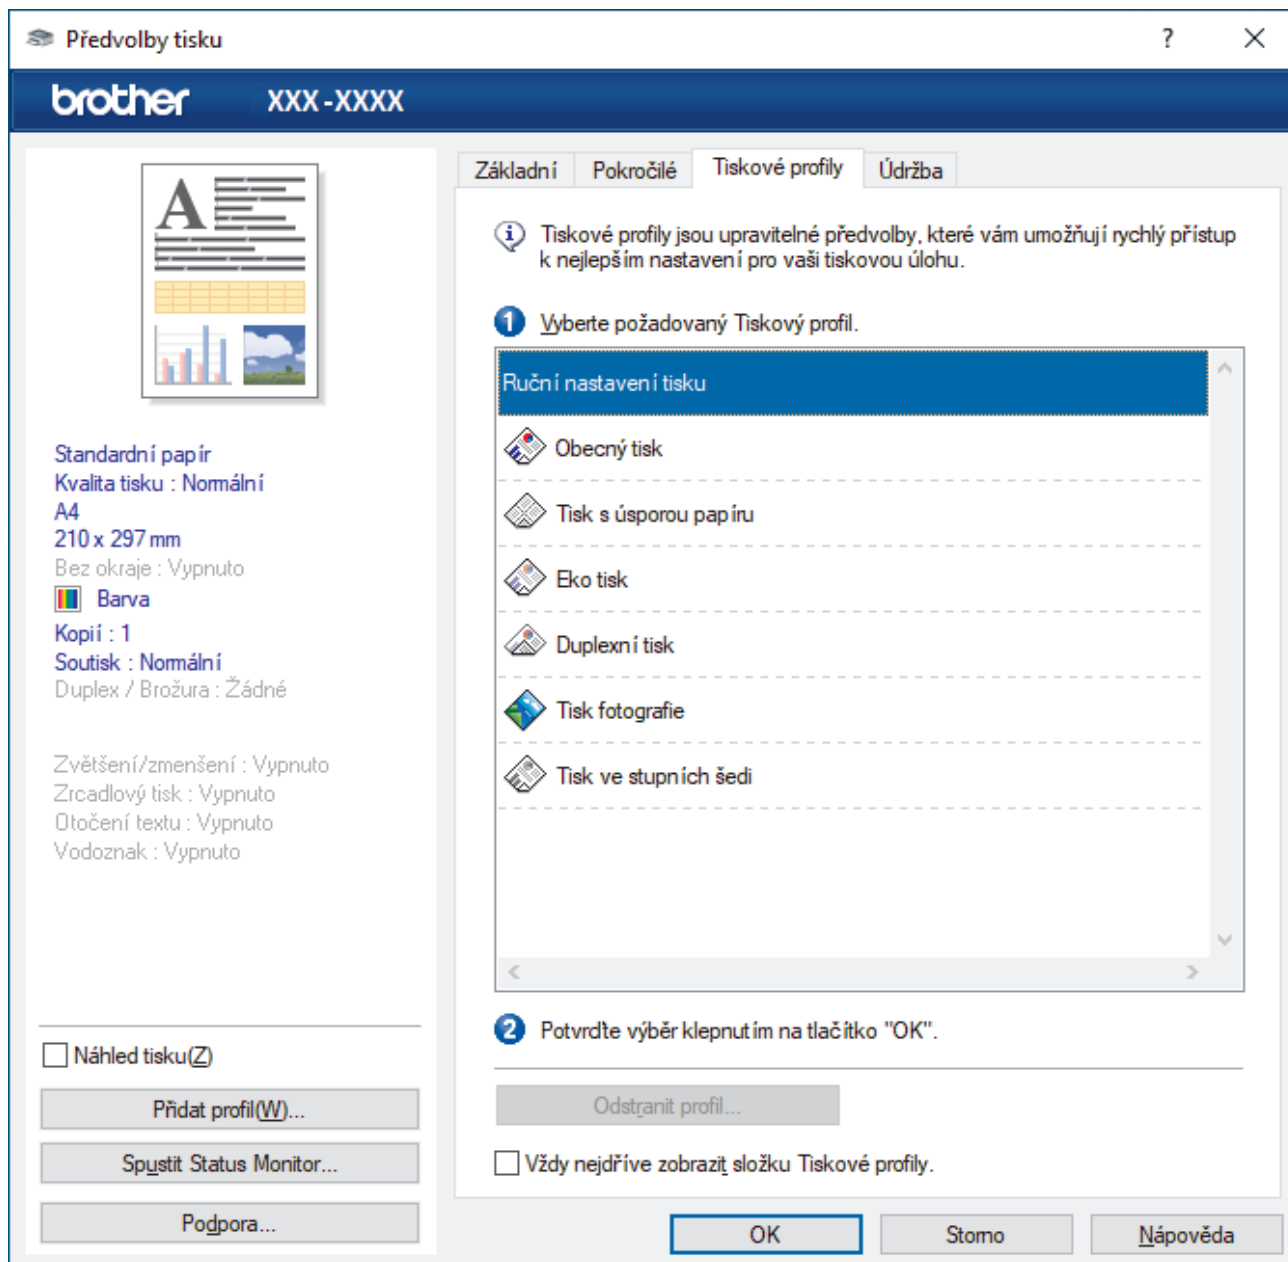 Předvolby tisku
?
brother XXX-XXXX
A
Standardní papír
Kvalita tisku : Normální
A4
210 x 297 mm
Bez okraje : Vypnuto
Barva
Kopií : 1
Soutisk : Normální
Duplex / Brožura : Žádné
Zvětšení/zmenšení : Vypnuto
Zrcadlový tisk : Vypnuto
Otočení textu : Vypnuto
Vodoznak : Vypnuto
Náhled tisku(Z)
Přidat profil(W)...
Spustit Status Monitor...
Podpora...
Základní Pokročilé Tiskové profily Údržba
Tiskové profily jsou upravitelné předvolby, které vám umožňují rychlý přístup
k nejlepším nastavení pro vaši tiskovou úlohu.
1 Vyberte požadovaný Tiskový profil.
Ruční nastavení tisku
Obecný tisk
Tisk s úsporou papíru
Eko tisk
Duplexní tisk
Tisk fotografie
Tisk ve stupních šedi
2 Potvrďte výběr klepnutím na tlačítko "OK".
Odstranit profil...
Vždy nejdříve zobrazit složku Tiskové profily.
OK Storno Nápověda